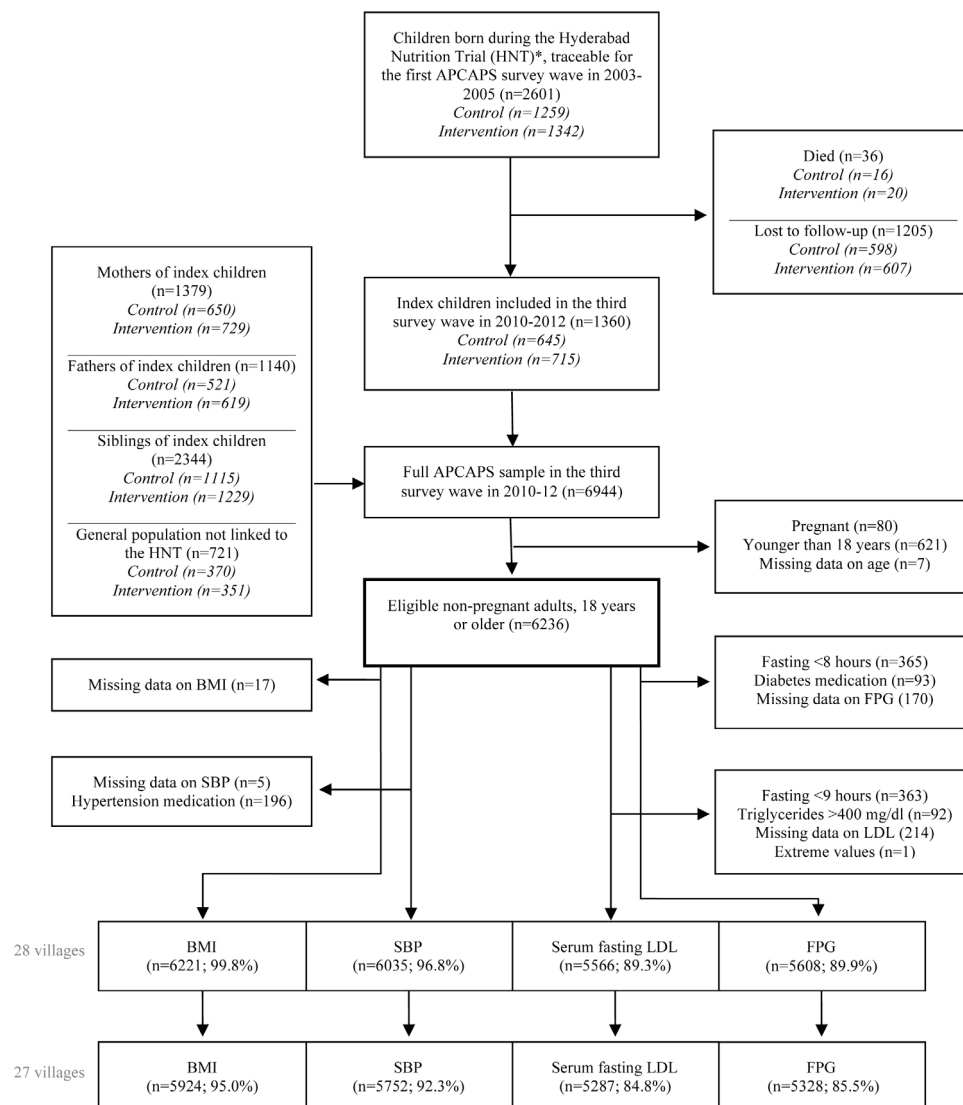 Children born during the Hyderabad
Nutrition Trial (HNT)*, traceable for
the first APCAPS survey wave in 2003-
2005 (n=2601)
Control (n=1259)
Intervention (n=1342)
Died (n=36)
Control (n=16)
Intervention (n=20)
Lost to follow-up (n=1205)
Control (n=598)
Intervention (n=607)
Mothers of index children
(n=1379)
Control (n=650)
Intervention (n=729)
Fathers of index children (n=1140)
Control (n=521)
Intervention (n=619)
Siblings of index children
(n=2344)
Control (n=1115)
Intervention (n=1229)
General population not linked to
the HNT (n=721)
Control (n=370)
Intervention (n=351)
Index children included in the third
survey wave in 2010-2012 (n=1360)
Control (n=645)
Intervention (n=715)
Full APCAPS sample in the third
survey wave in 2010-12 (n=6944)
Pregnant (n=80)
Younger than 18 years (n=621)
Missing data on age (n=7)
Eligible non-pregnant adults, 18 years
or older (n=6236)
Missing data on BMI (n=17)
Fasting <8 hours (n=365)
Diabetes medication (n=93)
Missing data on FPG (170)
Missing data on SBP (n=5)
Hypertension medication (n=196)
Fasting <9 hours (n=363)
Triglycerides >400 mg/dl (n=92)
Missing data on LDL (214)
Extreme values (n=1)
28 villages
BMI
(n=6221; 99.8%)
SBP
(n=6035; 96.8%)
Serum fasting LDL
(n=5566; 89.3%)
FPG
(n=5608; 89.9%)
27 villages
BMI
(n=5924; 95.0%)
SBP
(n=5752; 92.3%)
Serum fasting LDL
(n=5287; 84.8%)
FPG
(n=5328; 85.5%)